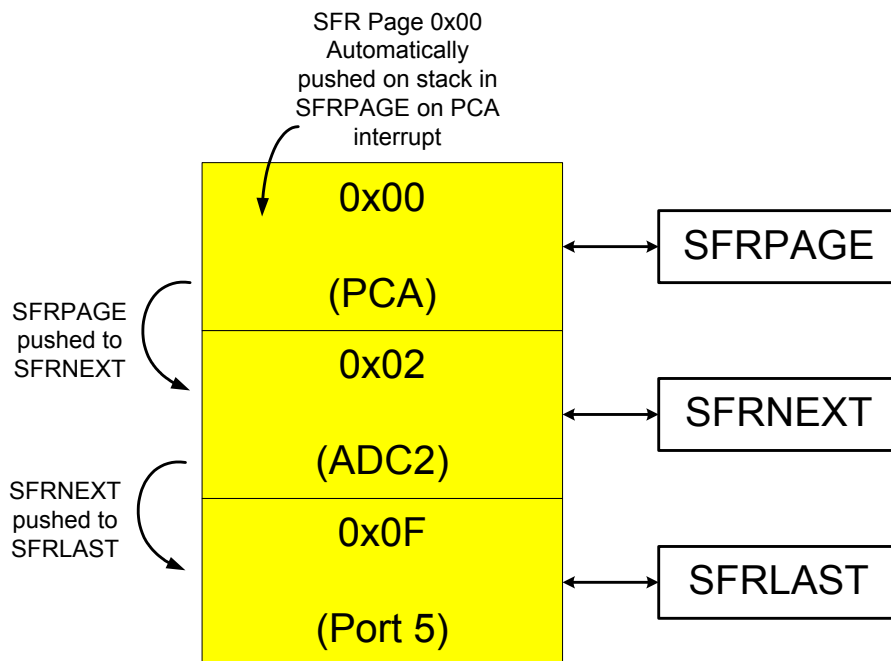 SFR Page 0x00
Automatically
pushed on stack in
SFRPAGE on PCA
interrupt
0x00
(PCA)
SFRPAGE
SFRPAGE
pushed to
SFRNEXT
0x02
(ADC2)
SFRNEXT
SFRNEXT
pushed to
SFRLAST
0x0F
(Port 5)
SFRLAST